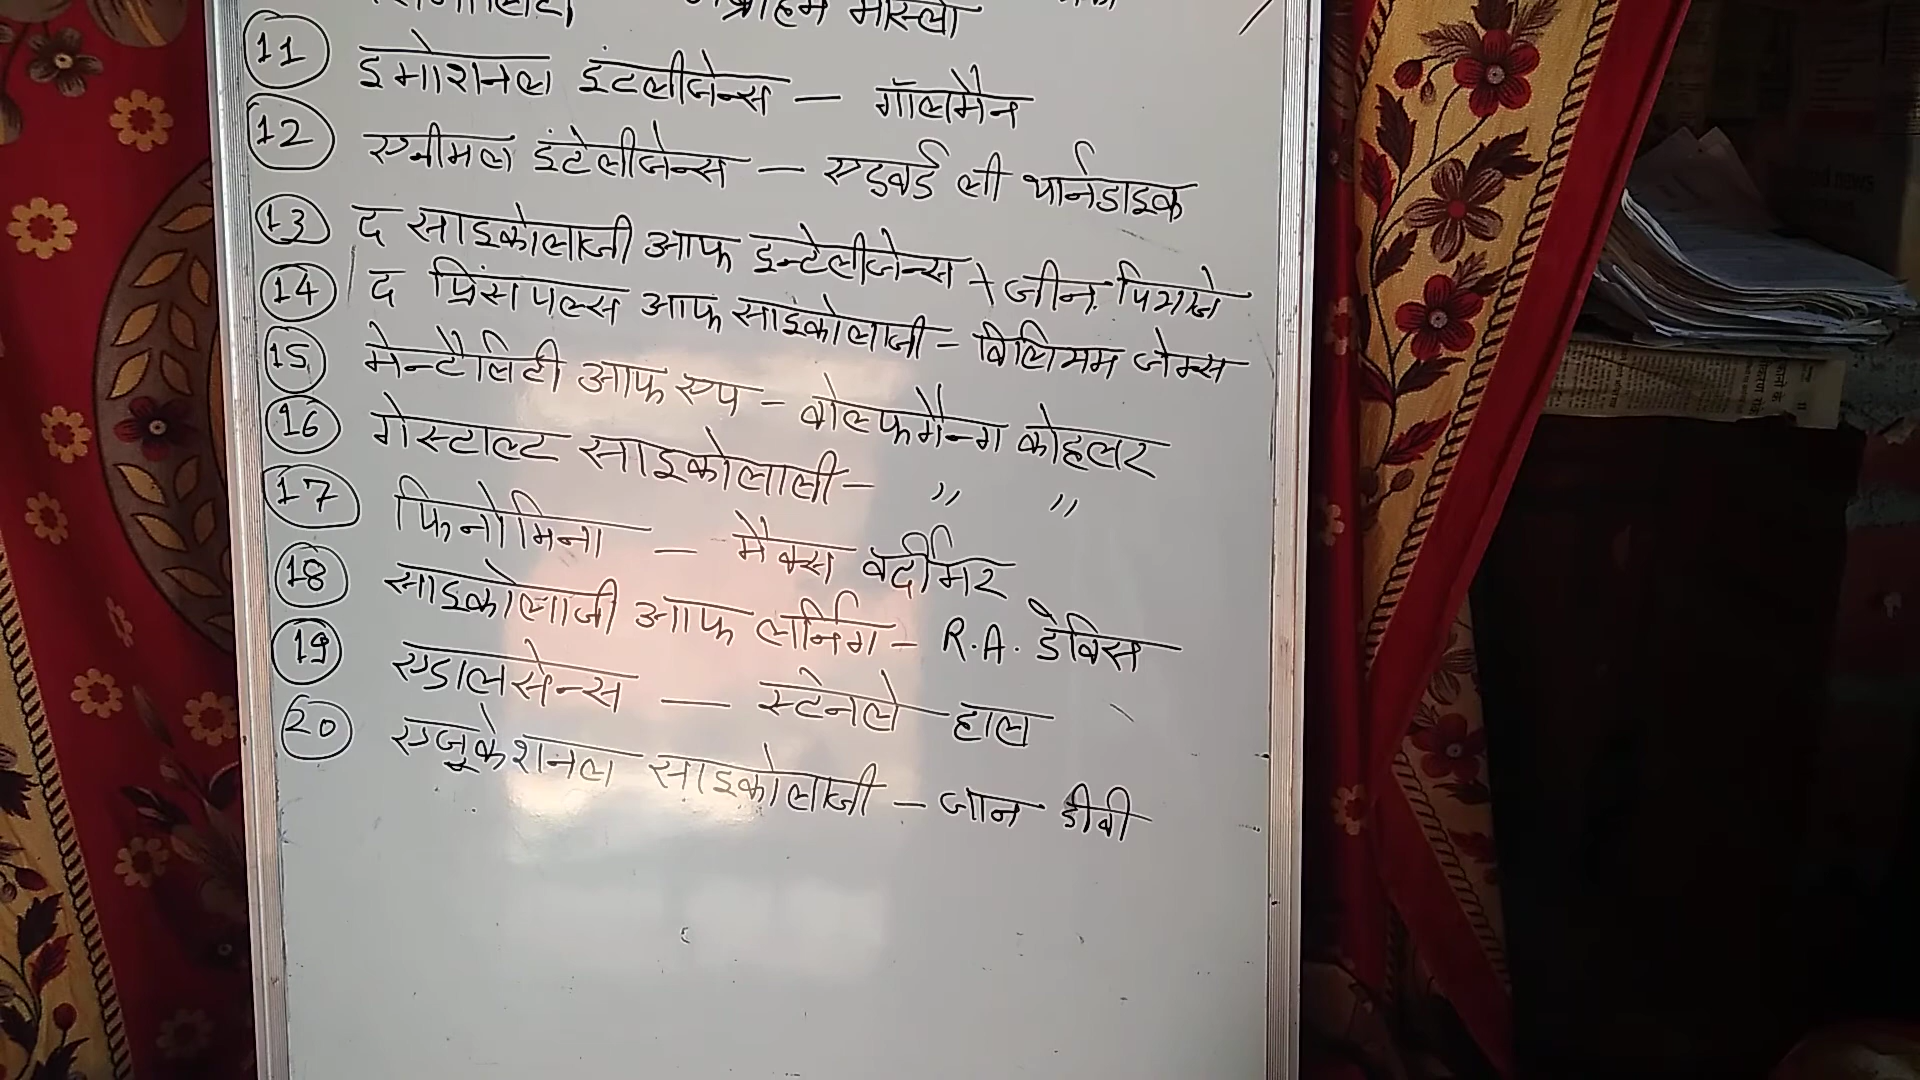 अब्राहम मास्लो
11 इमोशनल इंटलीजेन्स – गॉलमैन
12 एनीमल इंटेलीजेन्स – एडवर्ड ली थार्नडाइक
13 द साइकोलाजी आफ इन्टेलीजेन्स – जीन पियाजे
14 द प्रिंसपल्स आफ साइकोलाजी – विलियम जेम्स
15 मेन्टैलिटी आफ एप – वोल्फगैन्ग कोहलर
16 गेस्टाल्ट साइकोलाली – " "
17 फिनोमिना – मैक्स वर्दीमर
18 साइकोलाजी आफ लर्निंग – R.A. डेविस
19 एडालसेन्स — स्टेनले हाल
20 एजूकेशनल साइकोलाजी – जान डीवी